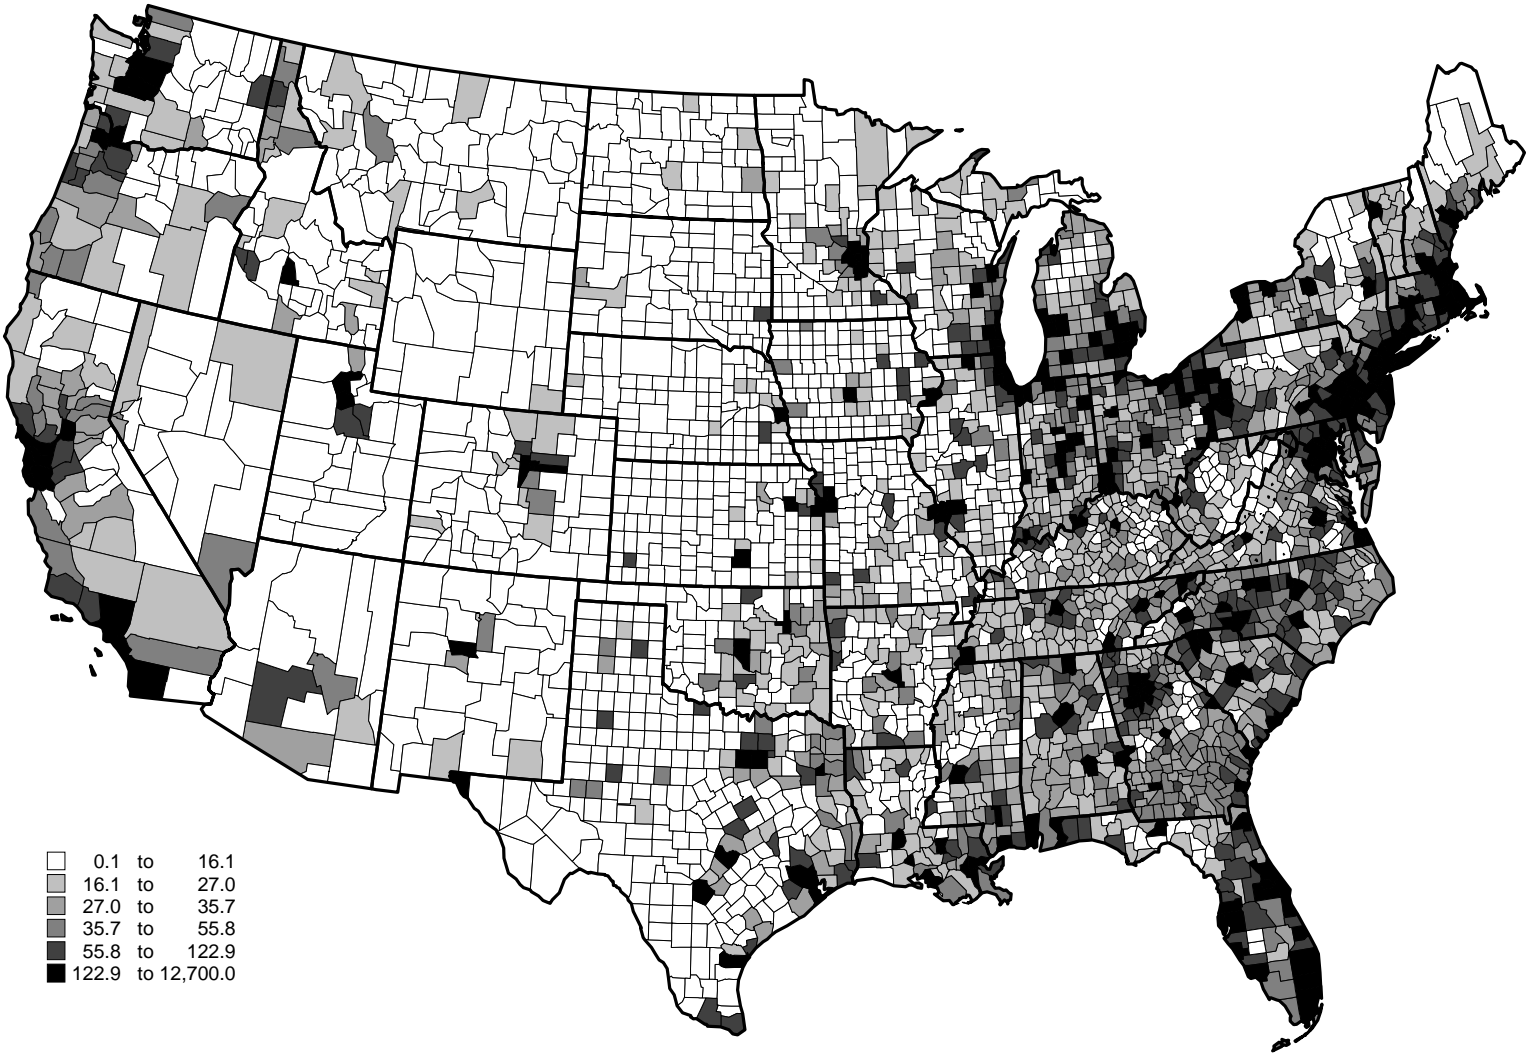 0.1 to 16.1
16.1 to 27.0
27.0 to 35.7
35.7 to 55.8
55.8 to 122.9
122.9 to 12,700.0